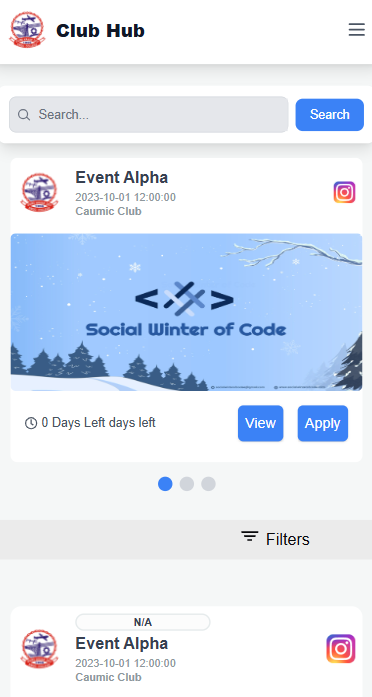 Club Hub
Search...
Search
Event Alpha
2023-10-01 12:00:00
Caumic Club
<XX>
Social Winter of Code
0 Days Left days left
View
Apply
Filters
N/A
Event Alpha
2023-10-01 12:00:00
Caumic Club